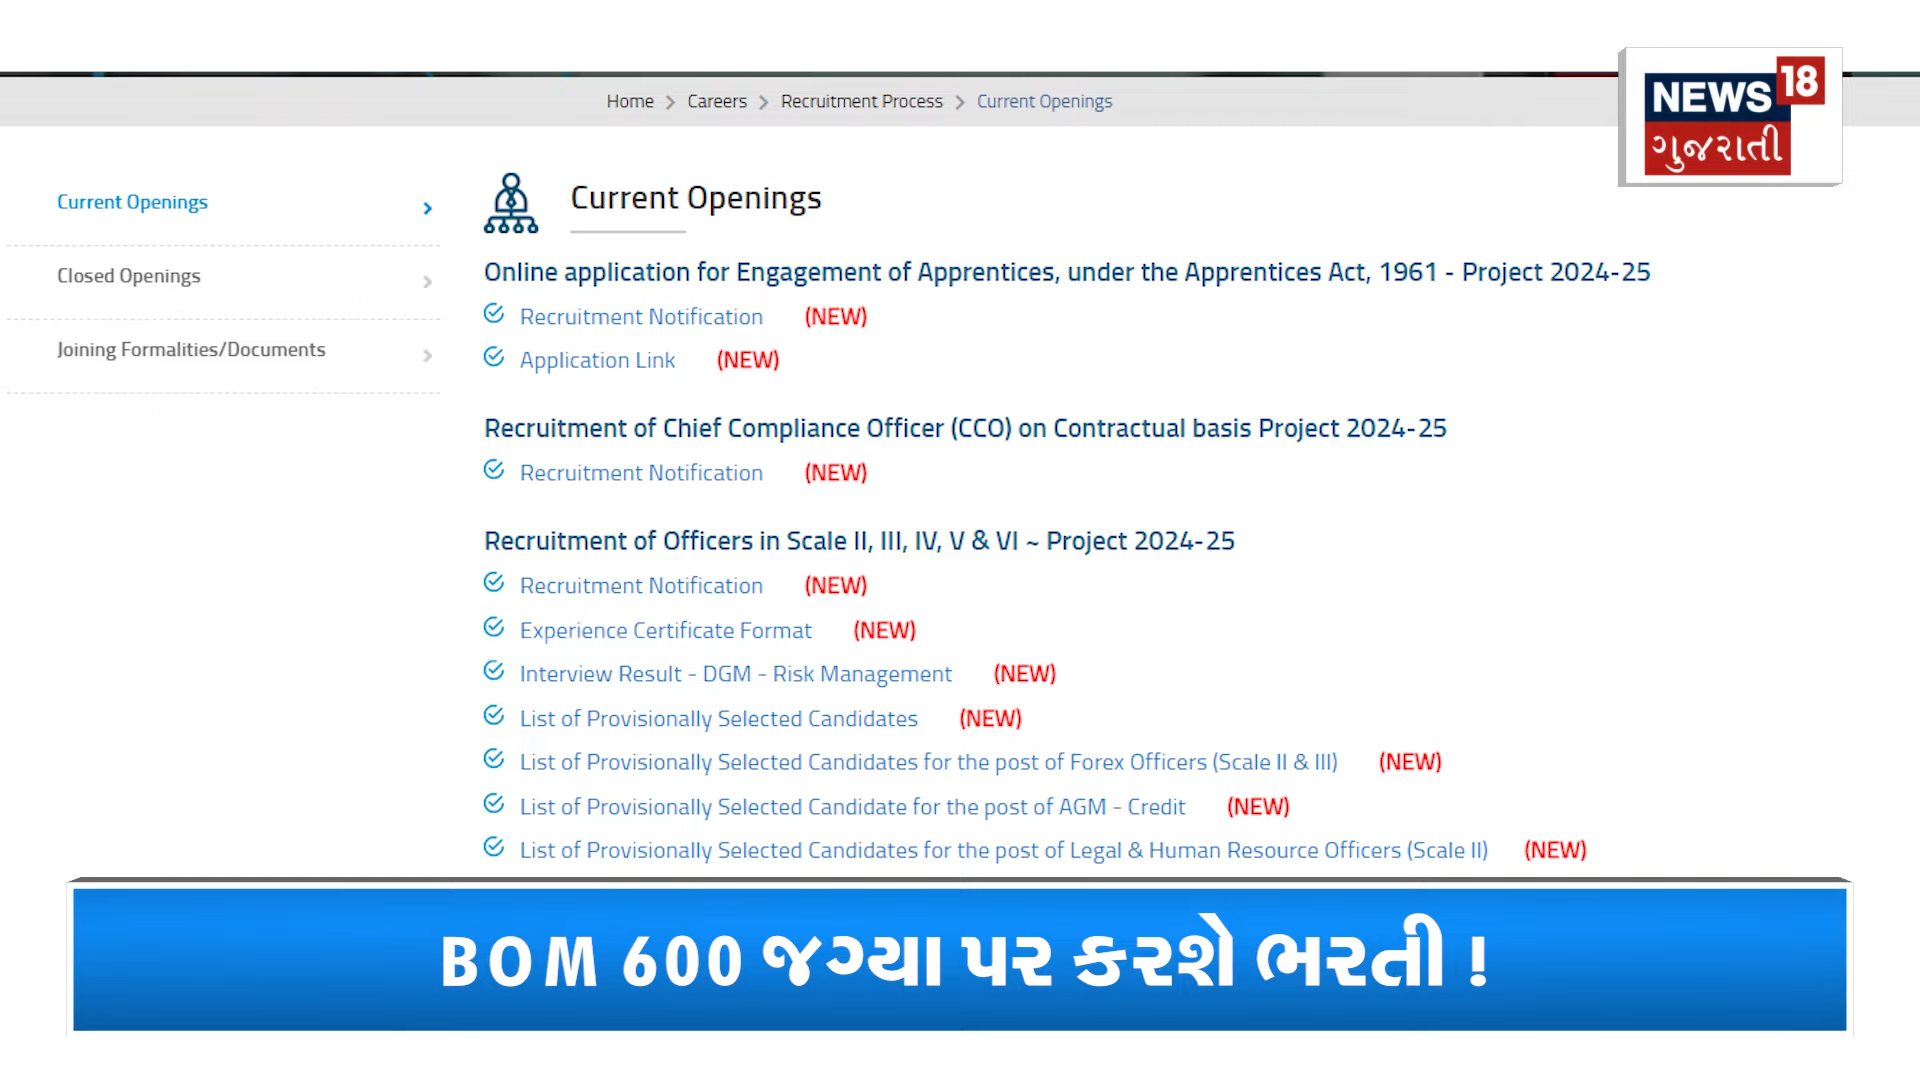 Home > Careers > Recruitment Process > Current Openings
NEWS 18
ગુજરાતી
Current Openings
Closed Openings
Joining Formalities/Documents
Current Openings
Online application for Engagement of Apprentices, under the Apprentices Act, 1961 - Project 2024-25
Recruitment Notification (NEW)
Application Link (NEW)
Recruitment of Chief Compliance Officer (CCO) on Contractual basis Project 2024-25
Recruitment Notification (NEW)
Recruitment of Officers in Scale II, III, IV, V & VI ~ Project 2024-25
Recruitment Notification (NEW)
Experience Certificate Format (NEW)
Interview Result - DGM - Risk Management (NEW)
List of Provisionally Selected Candidates (NEW)
List of Provisionally Selected Candidates for the post of Forex Officers (Scale II & III) (NEW)
List of Provisionally Selected Candidate for the post of AGM - Credit (NEW)
List of Provisionally Selected Candidates for the post of Legal & Human Resource Officers (Scale II) (NEW)
BOM 600 જગ્યા પર કરશે ભરતી !